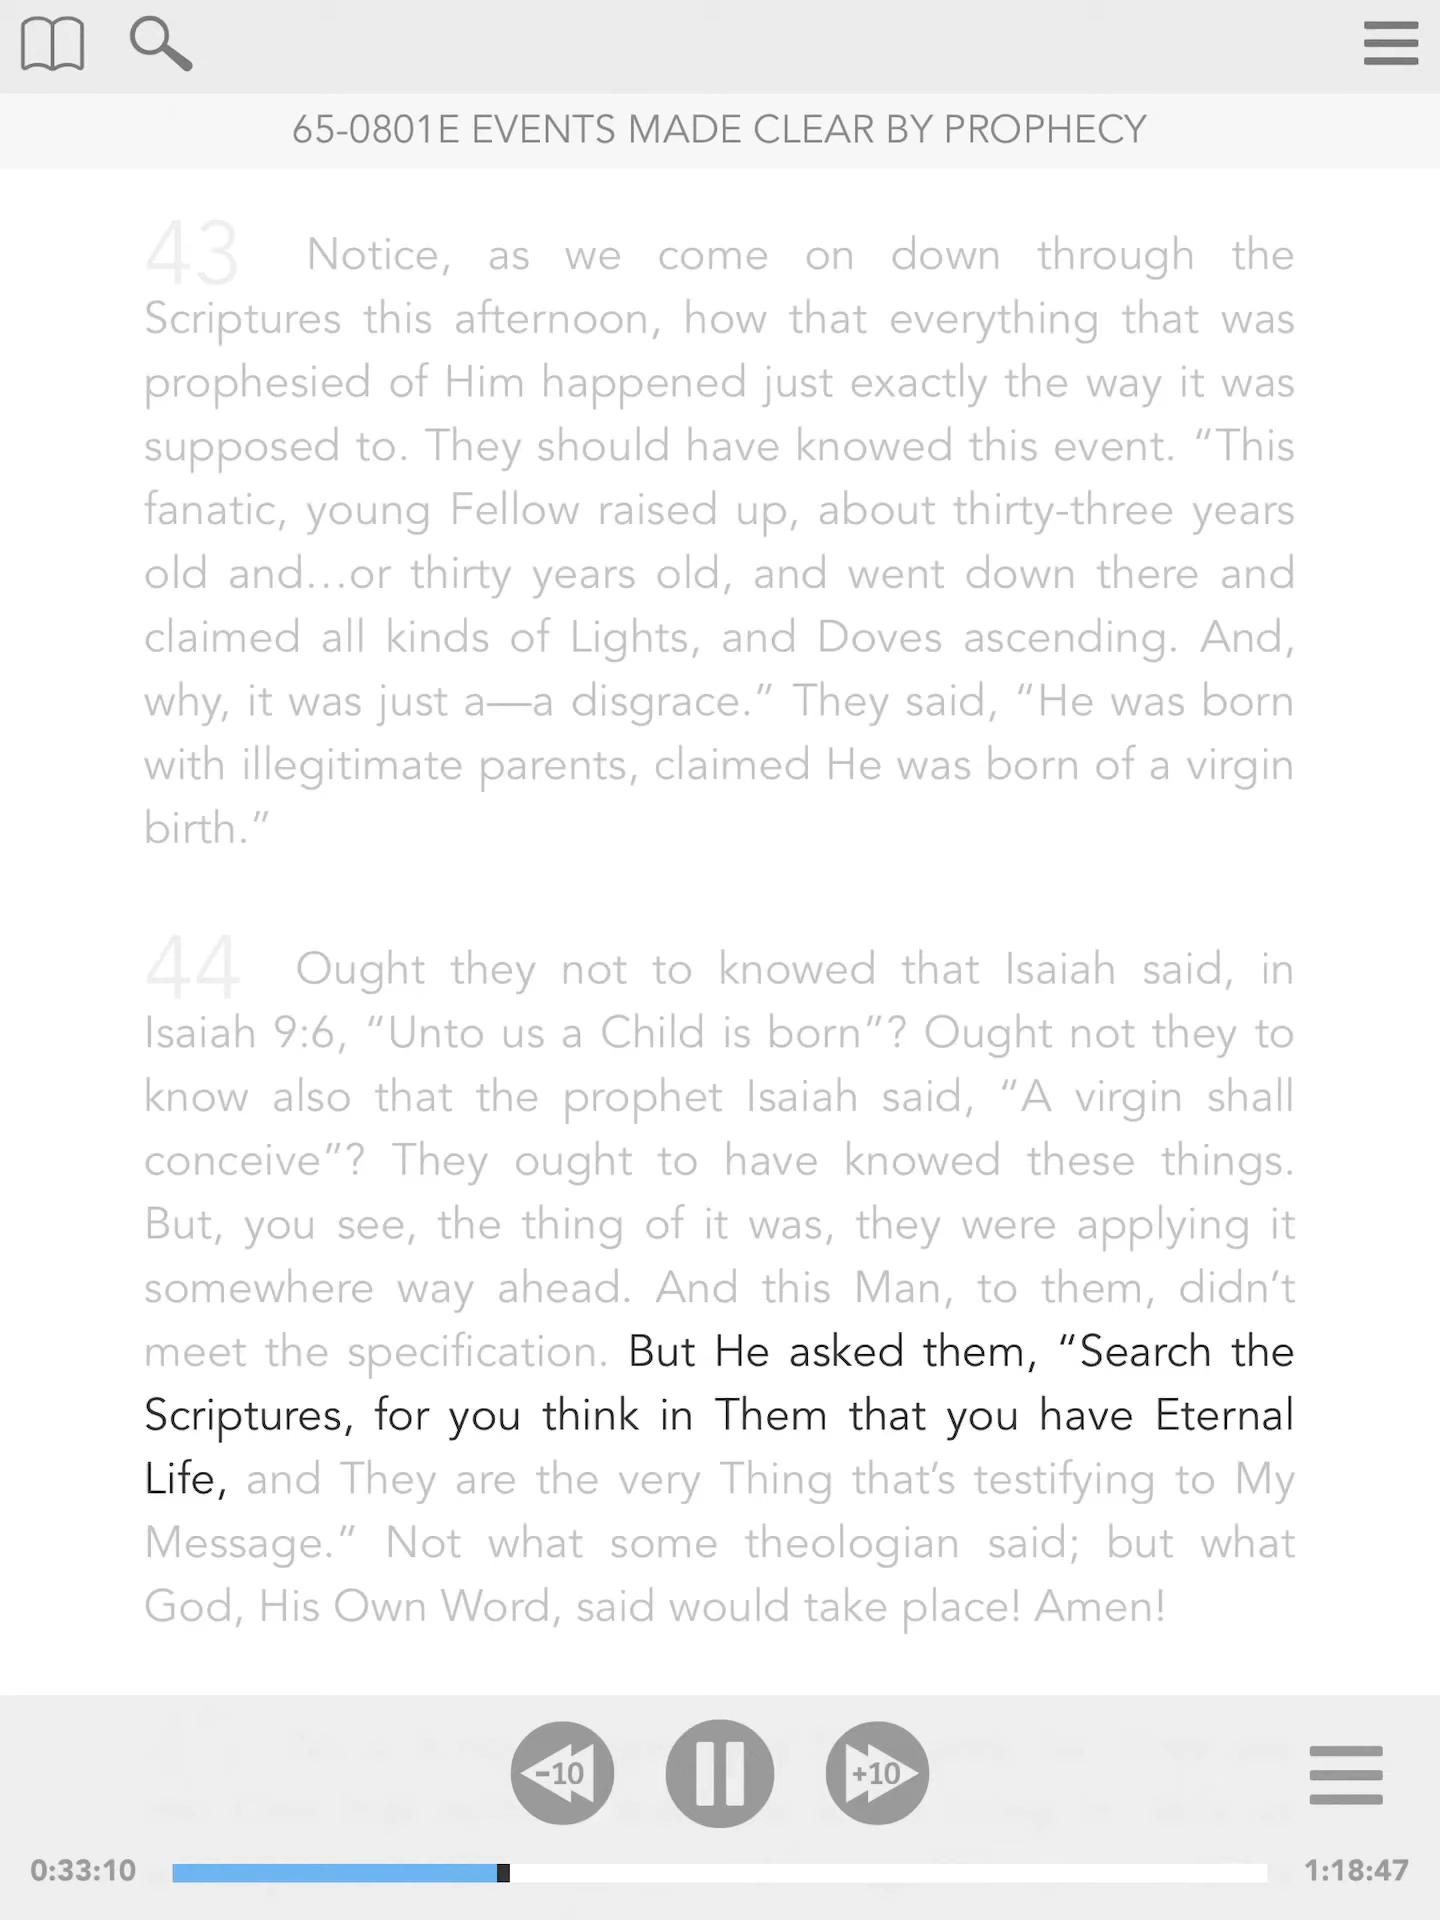 65-0801E EVENTS MADE CLEAR BY PROPHECY
43 Notice, as we come on down through the
Scriptures this afternoon, how that everything that was
prophesied of Him happened just exactly the way it was
supposed to. They should have knowed this event. “This
fanatic, young Fellow raised up, about thirty-three years
old and…or thirty years old, and went down there and
claimed all kinds of Lights, and Doves ascending. And,
why, it was just a—a disgrace.” They said, “He was born
with illegitimate parents, claimed He was born of a virgin
birth.”
44 Ought they not to knowed that Isaiah said, in
Isaiah 9:6, “Unto us a Child is born”? Ought not they to
know also that the prophet Isaiah said, “A virgin shall
conceive”? They ought to have knowed these things.
But, you see, the thing of it was, they were applying it
somewhere way ahead. And this Man, to them, didn’t
meet the specification. But He asked them, “Search the
Scriptures, for you think in Them that you have Eternal
Life, and They are the very Thing that’s testifying to My
Message.” Not what some theologian said; but what
God, His Own Word, said would take place! Amen!
-10 +10
0:33:10 1:18:47